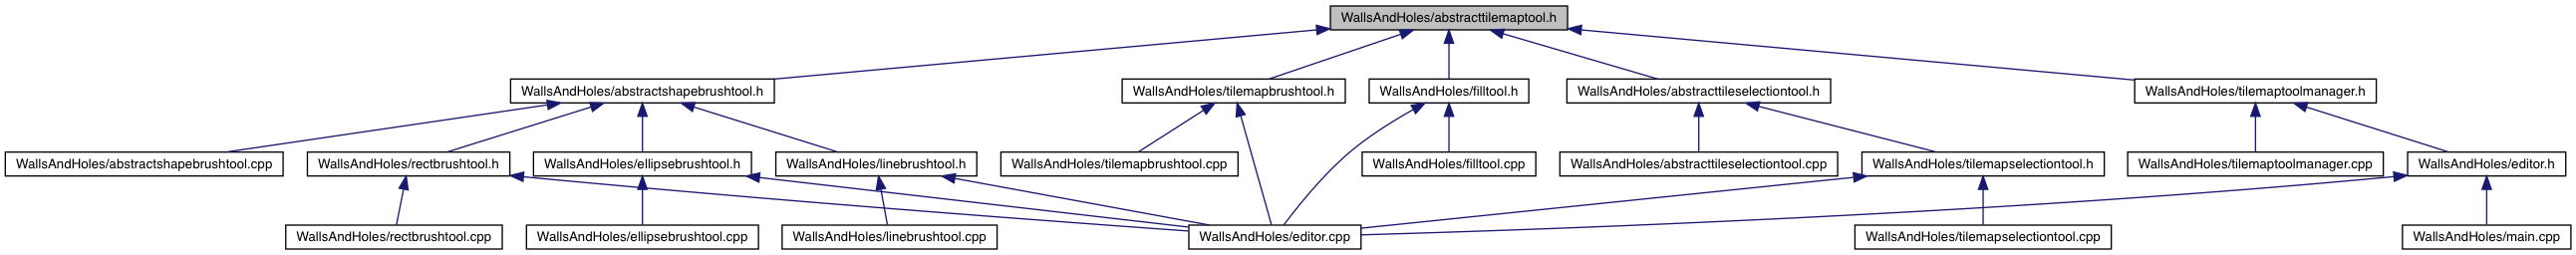 WallsAndHoles/abstracttilemaptool.h
WallsAndHoles/abstractshapebrushtool.h
WallsAndHoles/tilemapbrushtool.h
WallsAndHoles/filltool.h
WallsAndHoles/abstracttileselectiontool.h
WallsAndHoles/tilemaptoolmanager.h
WallsAndHoles/abstractshapebrushtool.cpp
WallsAndHoles/rectbrushtool.h
WallsAndHoles/ellipsebrushtool.h
WallsAndHoles/linebrushtool.h
WallsAndHoles/tilemapbrushtool.cpp
WallsAndHoles/filltool.cpp
WallsAndHoles/abstracttileselectiontool.cpp
WallsAndHoles/tilemapselectiontool.h
WallsAndHoles/tilemaptoolmanager.cpp
WallsAndHoles/editor.h
WallsAndHoles/rectbrushtool.cpp
WallsAndHoles/ellipsebrushtool.cpp
WallsAndHoles/linebrushtool.cpp
WallsAndHoles/editor.cpp
WallsAndHoles/tilemapselectiontool.cpp
WallsAndHoles/main.cpp